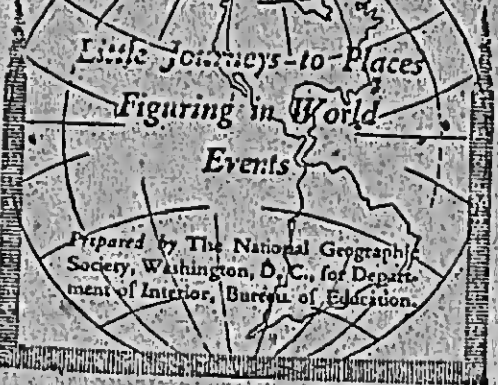 Little Journeys to Places
Figuring in World
Events
Prepared by The National Geographic
Society, Washington, D. C., for Depart-
ment of Interior, Bureau of Education.